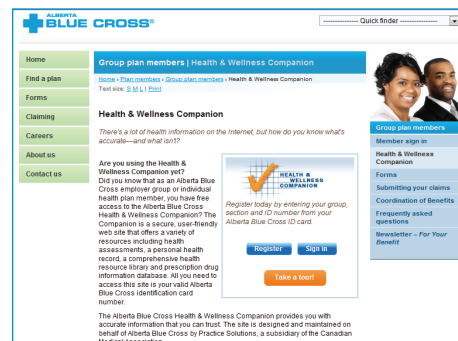 ALBERTA
BLUE CROSS®
Quick finder
Home
Find a plan
Forms
Claiming
Careers
About us
Contact us
Group plan members | Health & Wellness Companion
Home › Plan members › Group plan members › Health & Wellness Companion
Text size: S M L | Print
Health & Wellness Companion
There's a lot of health information on the Internet, but how do you know what's
accurate—and what isn't?
Are you using the Health &
Wellness Companion yet?
Did you know that as an Alberta Blue
Cross employer group or individual
health plan member, you have free
access to the Alberta Blue Cross
Health & Wellness Companion? The
Companion is a secure, user-friendly
web site that offers a variety of
resources including health
assessments, a personal health
record, a comprehensive health
resource library and prescription drug
information database. All you need to
access this site is your valid Alberta
Blue Cross identification card
number.
HEALTH &
WELLNESS
COMPANION
Register today by entering your group,
section and ID number from your
Alberta Blue Cross ID card.
Register
Sign in
Take a tour!
The Alberta Blue Cross Health & Wellness Companion provides you with
accurate information that you can trust. The site is designed and maintained on
behalf of Alberta Blue Cross by Practice Solutions, a subsidiary of the Canadian
Medical Association
Group plan members
Member sign in
Health & Wellness
Companion
Forms
Submitting your claims
Coordination of Benefits
Frequently asked
questions
Newsletter – For Your
Benefit